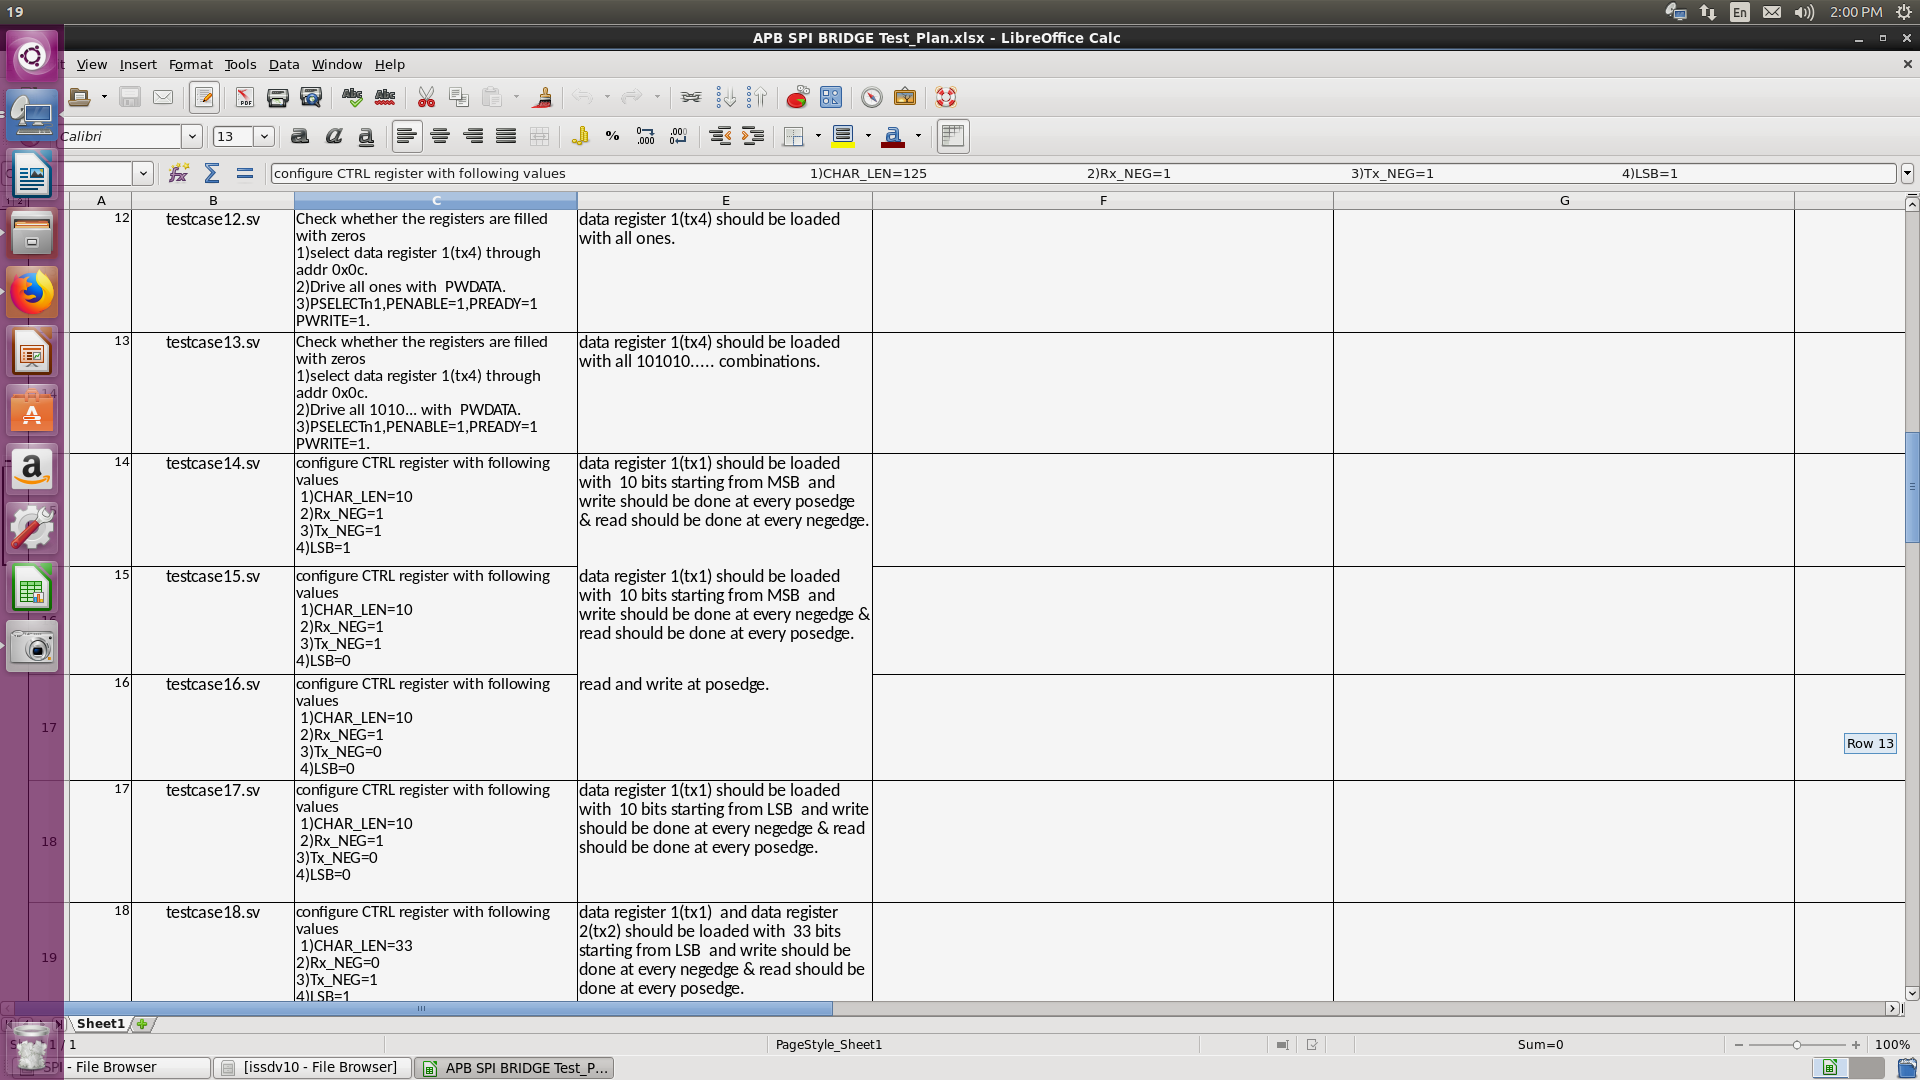 19
En
2:00 PM
APB SPI BRIDGE Test_Plan.xlsx - LibreOffice Calc
View Insert Format Tools Data Window Help
Calibri
13
configure CTRL register with following values 1)CHAR_LEN=125 2)Rx_NEG=1 3)Tx_NEG=1 4)LSB=1
A B C E F G
12
testcase12.sv
Check whether the registers are filled
with zeros
1)select data register 1(tx4) through
addr 0x0c.
2)Drive all ones with PWDATA.
3)PSELECTn1,PENABLE=1,PREADY=1
PWRITE=1.
data register 1(tx4) should be loaded
with all ones.
13
testcase13.sv
Check whether the registers are filled
with zeros
1)select data register 1(tx4) through
addr 0x0c.
2)Drive all 1010... with PWDATA.
3)PSELECTn1,PENABLE=1,PREADY=1
PWRITE=1.
data register 1(tx4) should be loaded
with all 101010..... combinations.
14
testcase14.sv
configure CTRL register with following
values
1)CHAR_LEN=10
2)Rx_NEG=1
3)Tx_NEG=1
4)LSB=1
data register 1(tx1) should be loaded
with 10 bits starting from MSB and
write should be done at every posedge
& read should be done at every negedge.
15
testcase15.sv
configure CTRL register with following
values
1)CHAR_LEN=10
2)Rx_NEG=1
3)Tx_NEG=1
4)LSB=0
data register 1(tx1) should be loaded
with 10 bits starting from MSB and
write should be done at every negedge &
read should be done at every posedge.
16
testcase16.sv
configure CTRL register with following
values
1)CHAR_LEN=10
2)Rx_NEG=1
3)Tx_NEG=0
4)LSB=0
read and write at posedge.
17
Row 13
17
testcase17.sv
configure CTRL register with following
values
1)CHAR_LEN=10
2)Rx_NEG=1
3)Tx_NEG=0
4)LSB=0
data register 1(tx1) should be loaded
with 10 bits starting from LSB and write
should be done at every negedge & read
should be done at every posedge.
18
18
testcase18.sv
configure CTRL register with following
values
1)CHAR_LEN=33
2)Rx_NEG=0
3)Tx_NEG=1
4)LSB=1
data register 1(tx1) and data register
2(tx2) should be loaded with 33 bits
starting from LSB and write should be
done at every negedge & read should be
done at every posedge.
19
Sheet1
/ 1
PageStyle_Sheet1
Sum=0
100%
SPI - File Browser
[issdv10 - File Browser]
APB SPI BRIDGE Test_P...